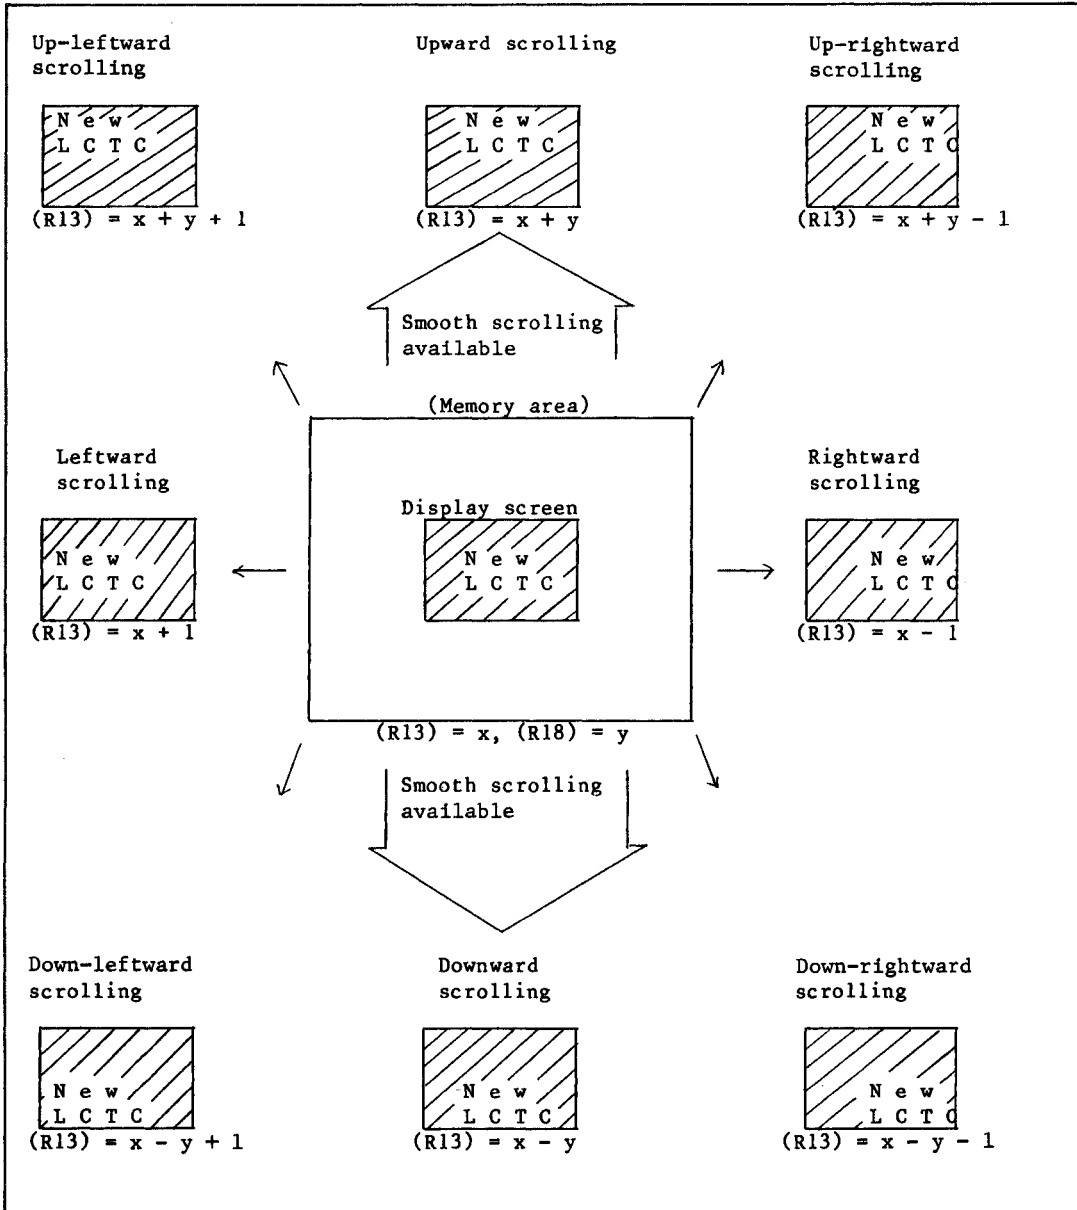 Up-leftward
scrolling
N e w
L C T C
(R13) = x + y + 1
Upward scrolling
N e w
L C T C
(R13) = x + y
Up-rightward
scrolling
N e w
L C T C
(R13) = x + y - 1
Smooth scrolling
available
(Memory area)
Leftward
scrolling
N e w
L C T C
(R13) = x + 1
Display screen
N e w
L C T C
Rightward
scrolling
N e w
L C T C
(R13) = x - 1
(R13) = x, (R18) = y
Smooth scrolling
available
Down-leftward
scrolling
N e w
L C T C
(R13) = x - y + 1
Downward
scrolling
N e w
L C T C
(R13) = x - y
Down-rightward
scrolling
N e w
L C T C
(R13) = x - y - 1